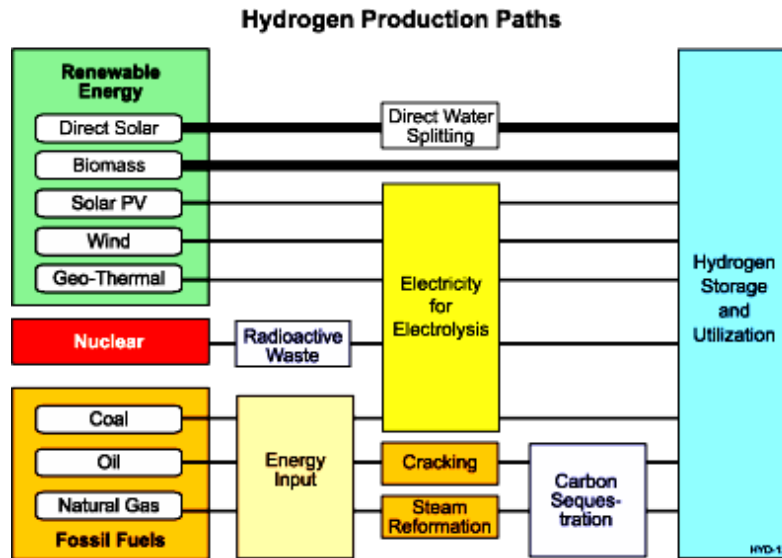 Hydrogen Production Paths
Renewable
Energy
Direct Solar
Biomass
Solar PV
Wind
Geo-Thermal
Nuclear
Coal
Oil
Natural Gas
Fossil Fuels
Radioactive
Waste
Energy
Input
Direct Water
Splitting
Electricity
for
Electrolysis
Cracking
Steam
Reformation
Carbon
Seques-
tration
Hydrogen
Storage
and
Utilization